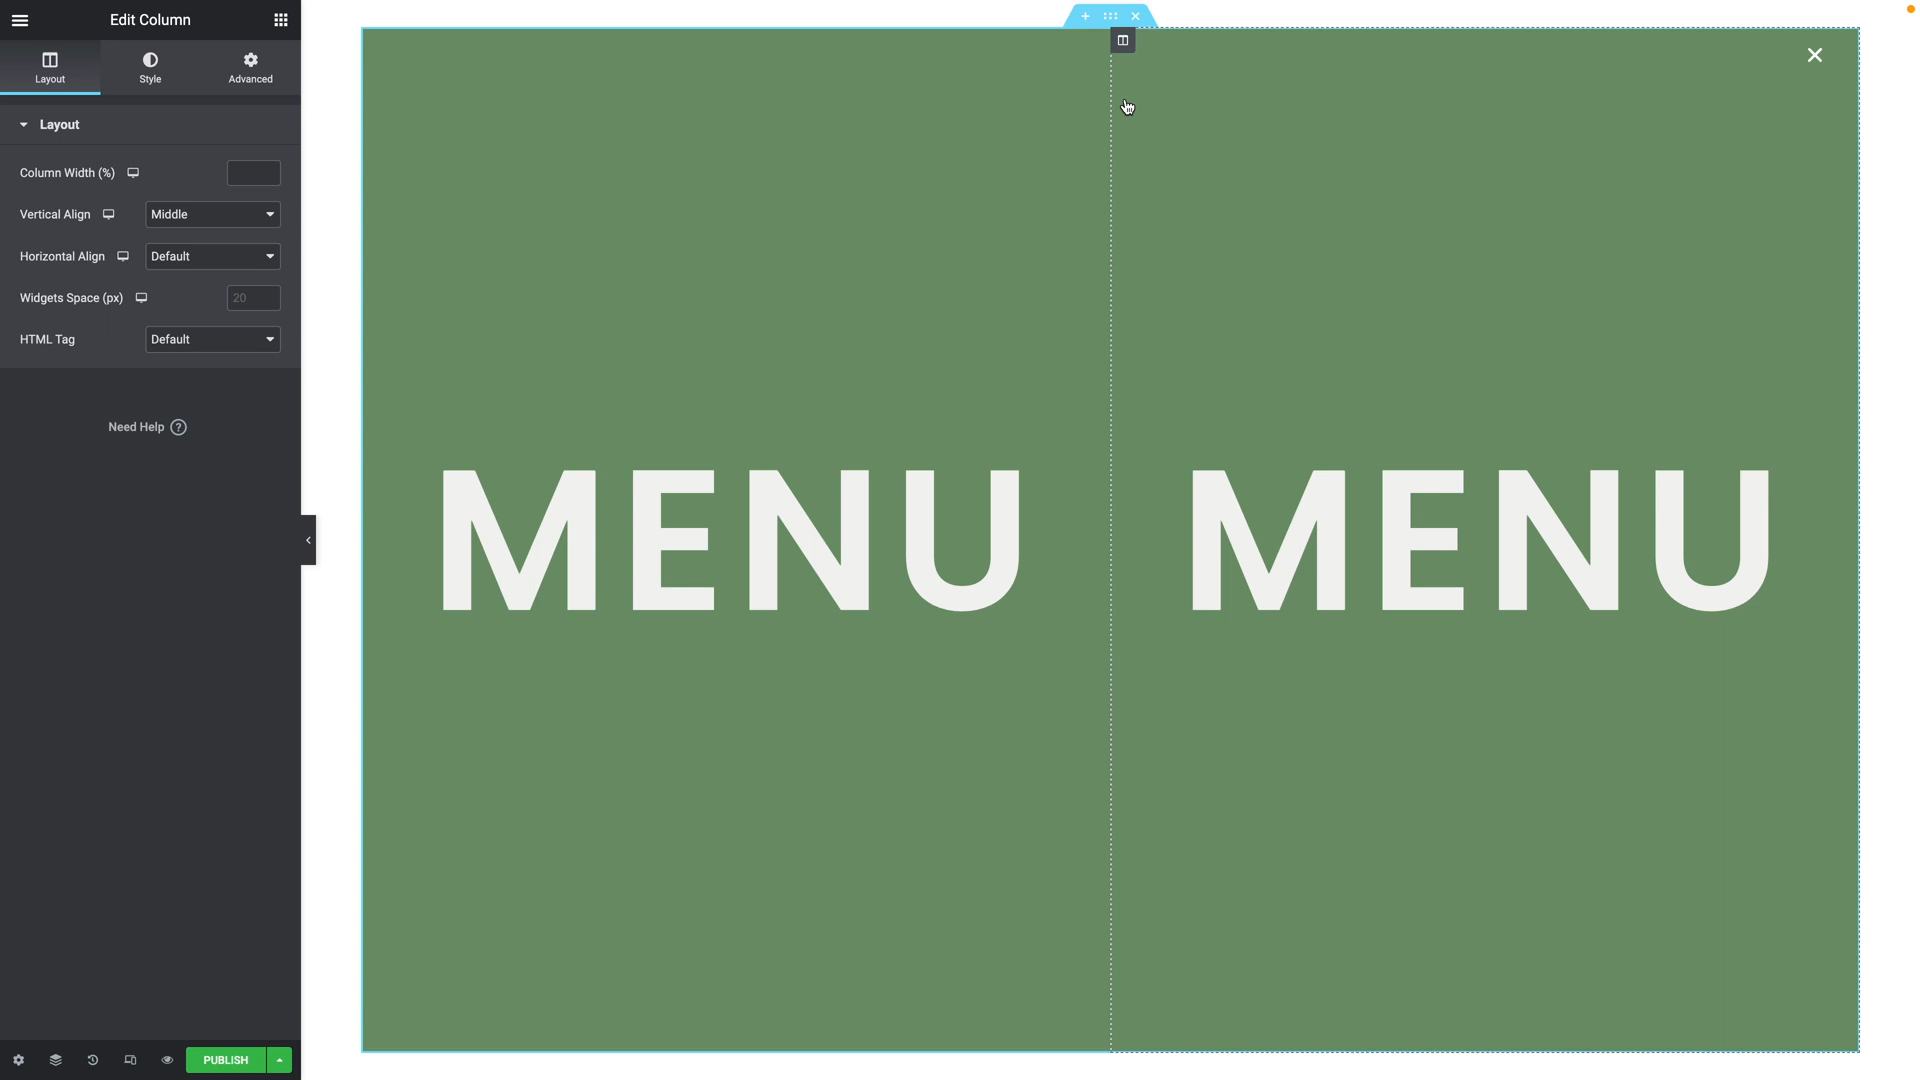 Edit Column
Layout
Style
Advanced
Layout
Column Width (%)
Vertical Align
Middle
Horizontal Align
Default
Widgets Space (px)
20
HTML Tag
Default
Need Help
PUBLISH
MENU
MENU